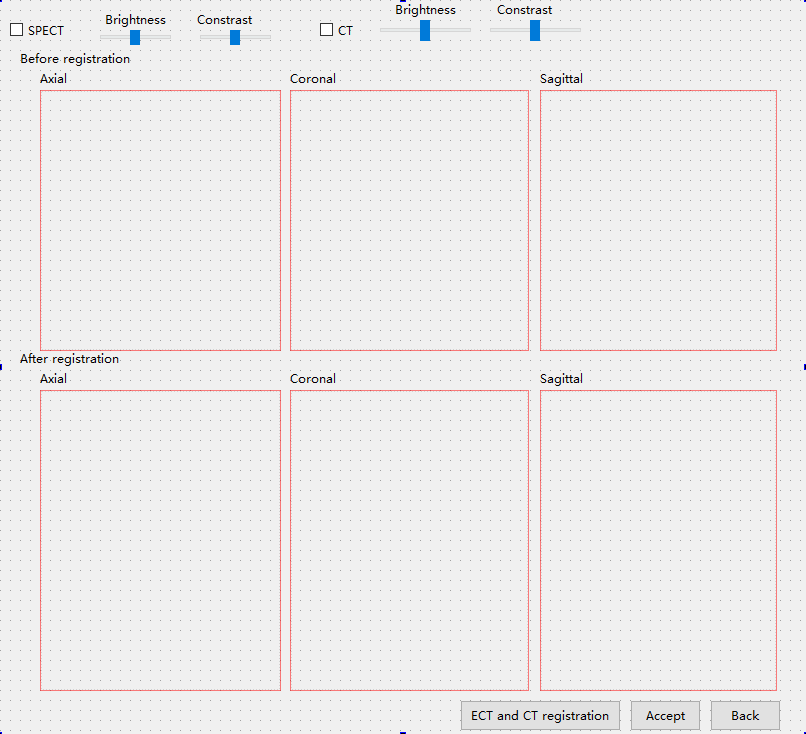 Brightness Constrast
SPECT
Brightness Constrast
CT
Before registration
Axial Coronal Sagittal
After registration
Axial Coronal Sagittal
ECT and CT registration Accept Back